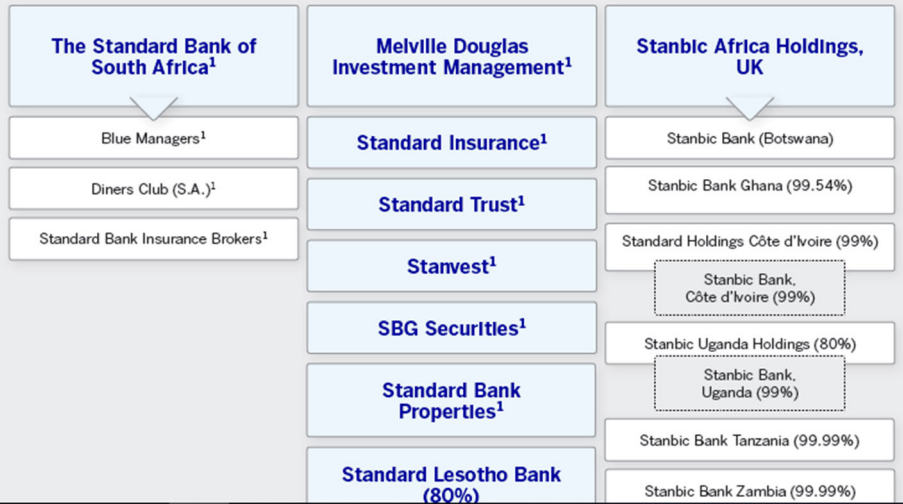 The Standard Bank of
South Africa¹
Blue Managers¹
Diners Club (S.A.)¹
Standard Bank Insurance Brokers¹
Melville Douglas
Investment Management¹
Standard Insurance¹
Standard Trust¹
Stanvest¹
SBG Securities¹
Standard Bank
Properties¹
Standard Lesotho Bank
(80%)
Stanbic Africa Holdings,
UK
Stanbic Bank (Botswana)
Stanbic Bank Ghana (99.54%)
Standard Holdings Côte d'Ivoire (99%)
Stanbic Bank,
Côte d'Ivoire (99%)
Stanbic Uganda Holdings (80%)
Stanbic Bank,
Uganda (99%)
Stanbic Bank Tanzania (99.99%)
Stanbic Bank Zambia (99.99%)